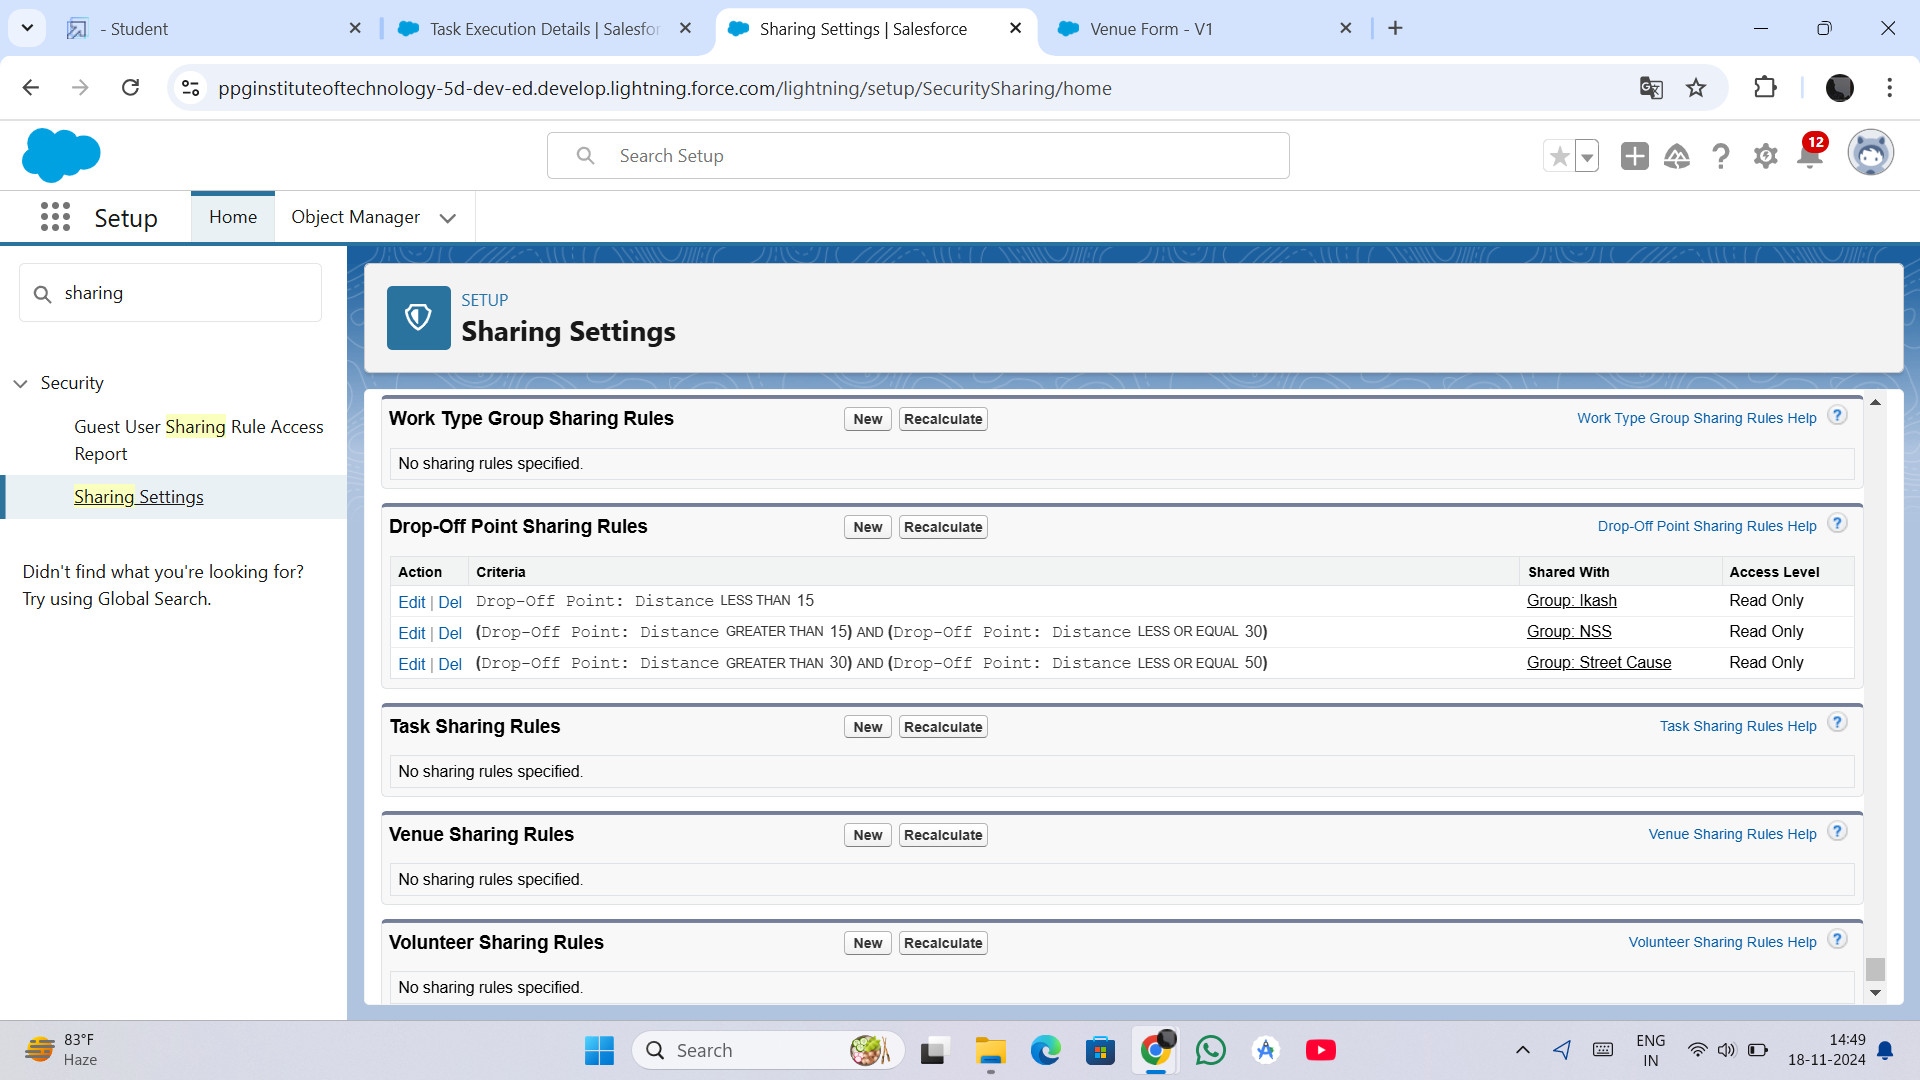 - Student
Task Execution Details | Salesfor
Sharing Settings | Salesforce
Venue Form - V1
ppginstituteoftechnology-5d-dev-ed.develop.lightning.force.com/lightning/setup/SecuritySharing/home
Search Setup
12
Setup
Home
Object Manager
sharing
Security
Guest User Sharing Rule Access
Report
Sharing Settings
Didn't find what you're looking for?
Try using Global Search.
SETUP
Sharing Settings
Work Type Group Sharing Rules New Recalculate Work Type Group Sharing Rules Help ?
No sharing rules specified.
Drop-Off Point Sharing Rules New Recalculate Drop-Off Point Sharing Rules Help ?
Action Criteria Shared With Access Level
Edit | Del Drop-Off Point: Distance LESS THAN 15 Group: Ikash Read Only
Edit | Del (Drop-Off Point: Distance GREATER THAN 15) AND (Drop-Off Point: Distance LESS OR EQUAL 30) Group: NSS Read Only
Edit | Del (Drop-Off Point: Distance GREATER THAN 30) AND (Drop-Off Point: Distance LESS OR EQUAL 50) Group: Street Cause Read Only
Task Sharing Rules New Recalculate Task Sharing Rules Help ?
No sharing rules specified.
Venue Sharing Rules New Recalculate Venue Sharing Rules Help ?
No sharing rules specified.
Volunteer Sharing Rules New Recalculate Volunteer Sharing Rules Help ?
No sharing rules specified.
83°F
Haze
Search
ENG
IN
14:49
18-11-2024